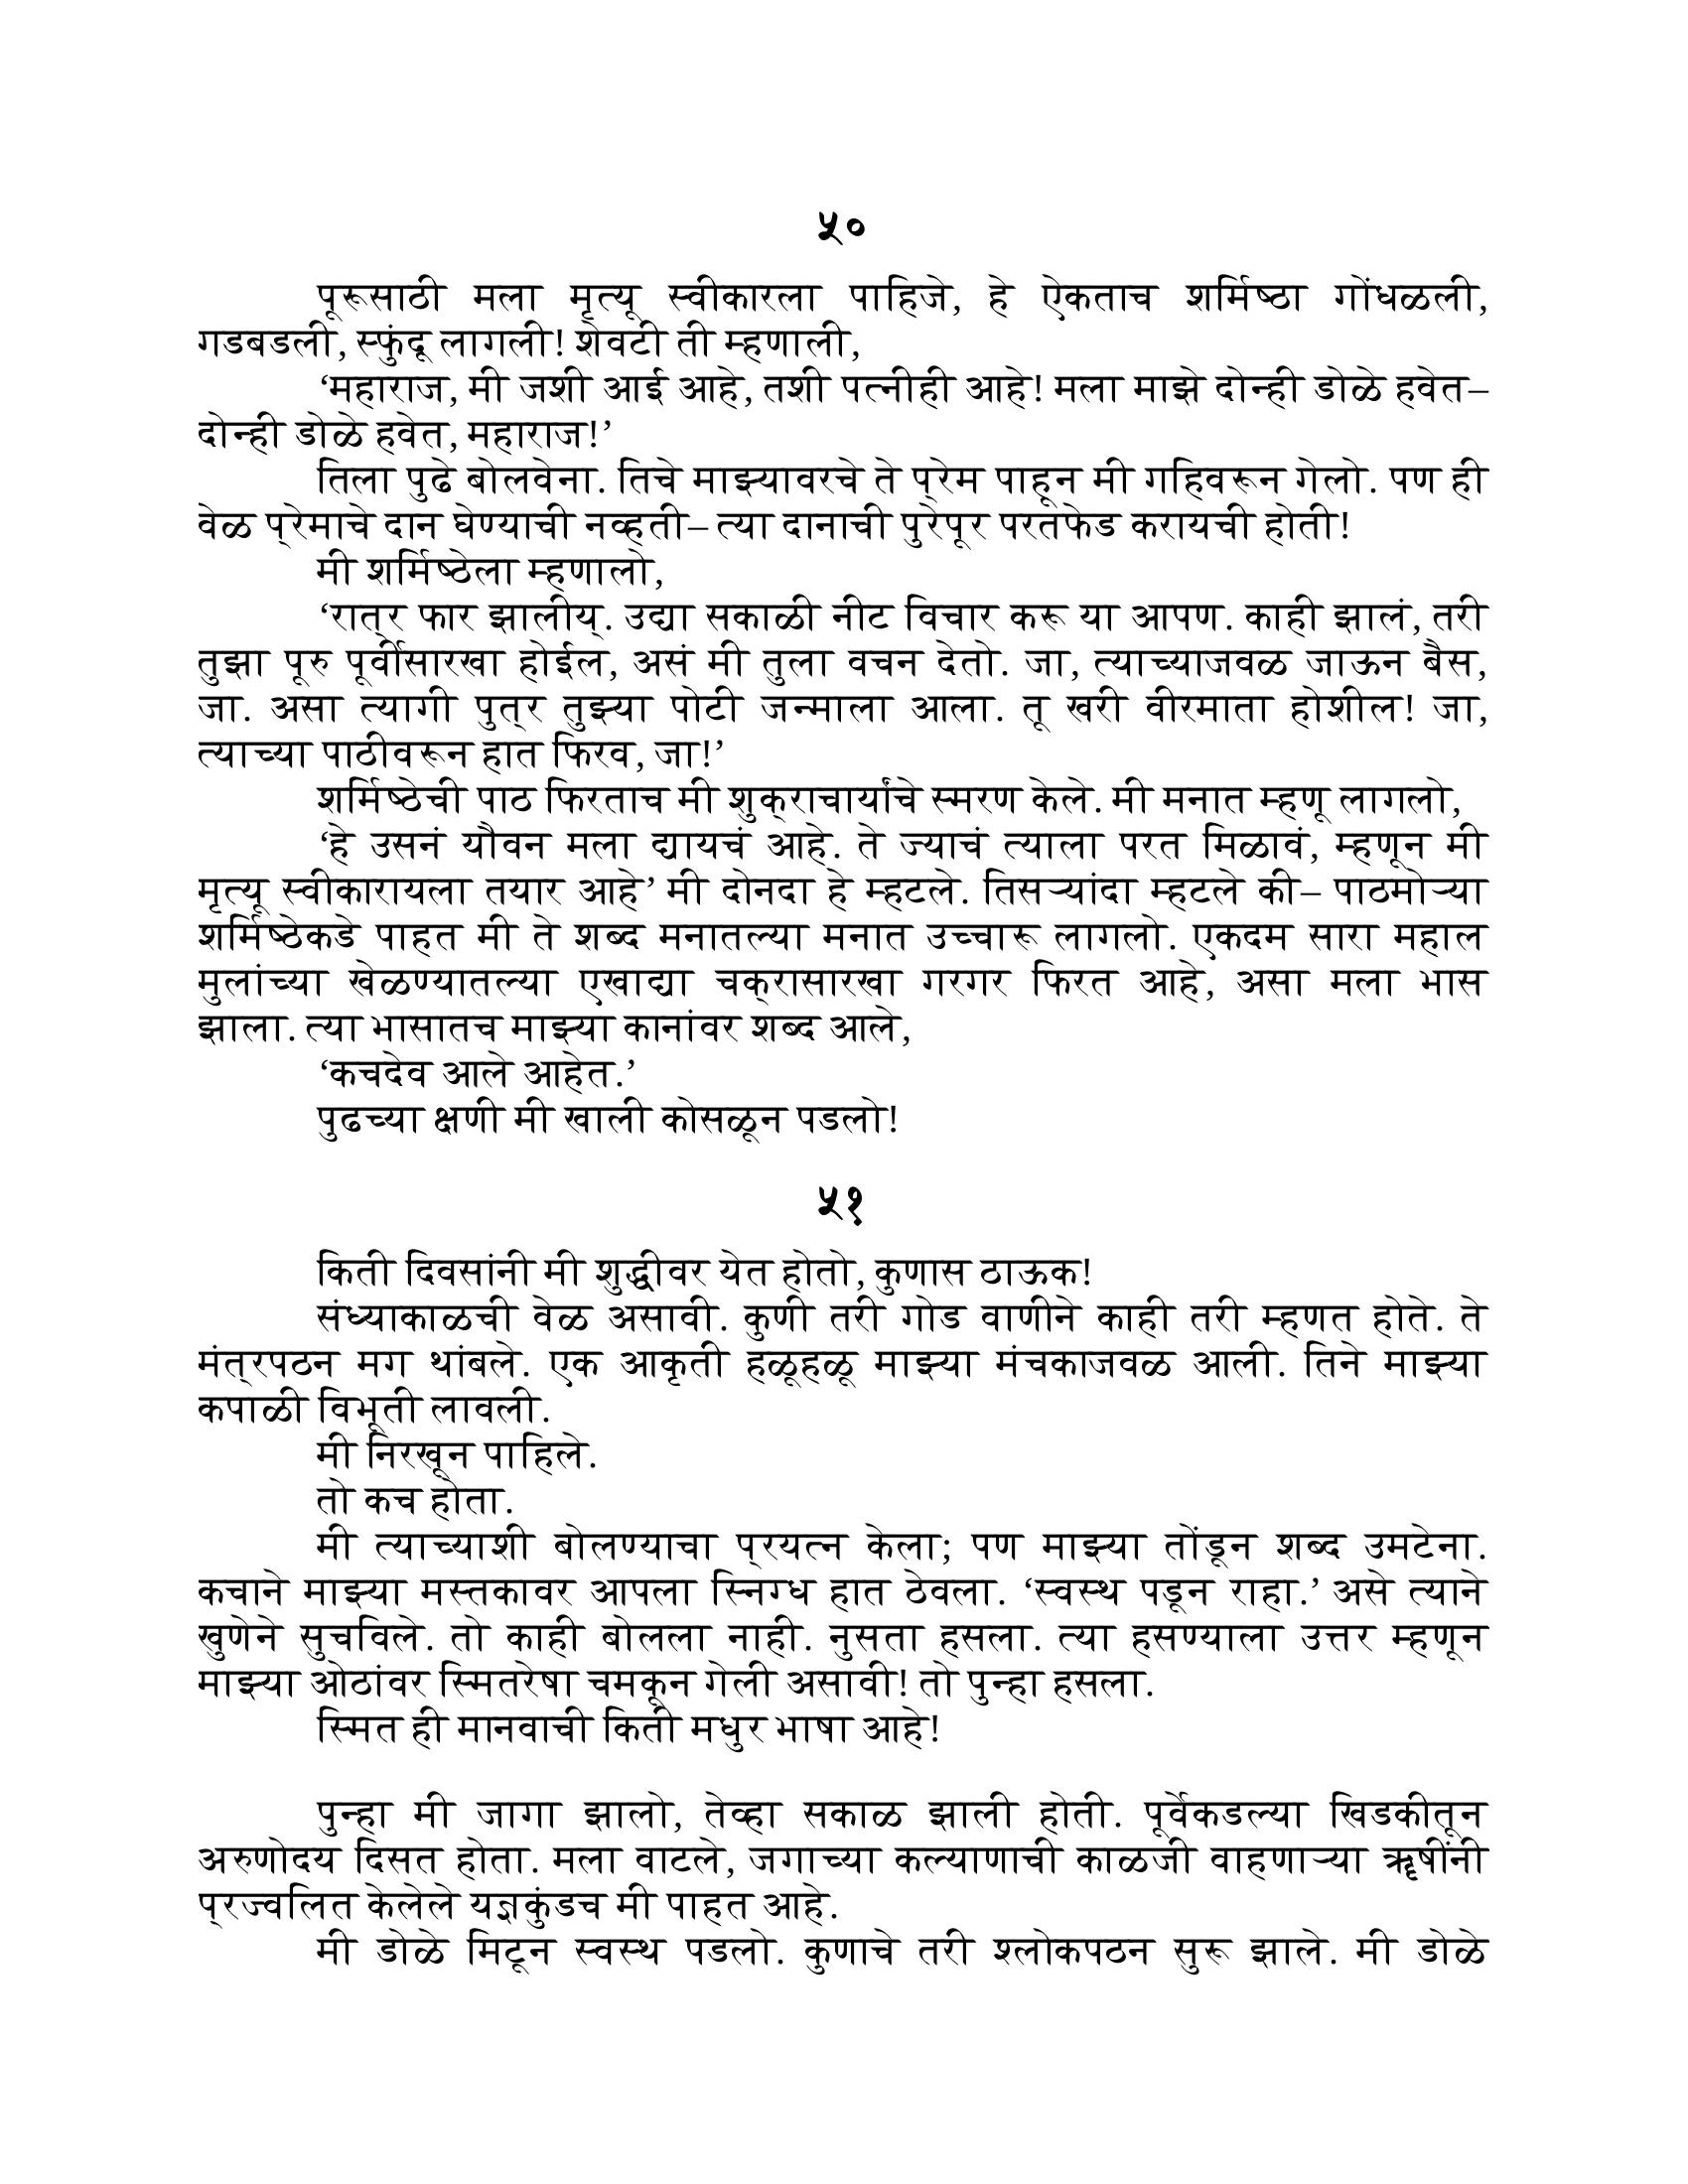 ५०
पूरूसाठी मला मृत्यू स्वीकारला पाहिजे, हे ऐकताच शर्मिष्ठा गोंधळली,
गडबडली, स्फुंदू लागली! शेवटी ती म्हणाली,
‘महाराज, मी जशी आई आहे, तशी पत्नीही आहे! मला माझे दोन्ही डोळे हवेत–
दोन्ही डोळे हवेत, महाराज!’
तिला पुढे बोलवेना. तिचे माझ्यावरचे ते प्रेम पाहून मी गहिवरून गेलो. पण ही
वेळ प्रेमाचे दान घेण्याची नव्हती– त्या दानाची पुरेपूर परतफेड करायची होती!
मी शर्मिष्ठेला म्हणालो,
‘रात्र फार झालीय्. उद्या सकाळी नीट विचार करू या आपण. काही झालं, तरी
तुझा पूरु पूर्वीसारखा होईल, असं मी तुला वचन देतो. जा, त्याच्याजवळ जाऊन बैस,
जा. असा त्यागी पुत्र तुझ्या पोटी जन्माला आला. तू खरी वीरमाता होशील! जा,
त्याच्या पाठीवरून हात फिरव, जा!’
शर्मिष्ठेची पाठ फिरताच मी शुक्राचार्यांचे स्मरण केले. मी मनात म्हणू लागलो,
‘हे उसनं यौवन मला द्यायचं आहे. ते ज्याचं त्याला परत मिळावं, म्हणून मी
मृत्यू स्वीकारायला तयार आहे’ मी दोनदा हे म्हटले. तिसऱ्यांदा म्हटले की– पाठमोऱ्या
शर्मिष्ठेकडे पाहत मी ते शब्द मनातल्या मनात उच्चारू लागलो. एकदम सारा महाल
मुलांच्या खेळण्यातल्या एखाद्या चक्रासारखा गरगर फिरत आहे, असा मला भास
झाला. त्या भासातच माझ्या कानांवर शब्द आले,
‘कचदेव आले आहेत.’
पुढच्या क्षणी मी खाली कोसळून पडलो!
५१
किती दिवसांनी मी शुद्धीवर येत होतो, कुणास ठाऊक!
संध्याकाळची वेळ असावी. कुणी तरी गोड वाणीने काही तरी म्हणत होते. ते
मंत्रपठन मग थांबले. एक आकृती हळूहळू माझ्या मंचकाजवळ आली. तिने माझ्या
कपाळी विभूती लावली.
मी निरखून पाहिले.
तो कच होता.
मी त्याच्याशी बोलण्याचा प्रयत्न केला; पण माझ्या तोंडून शब्द उमटेना.
कचाने माझ्या मस्तकावर आपला स्निग्ध हात ठेवला. ‘स्वस्थ पडून राहा.’ असे त्याने
खुणेने सुचविले. तो काही बोलला नाही. नुसता हसला. त्या हसण्याला उत्तर म्हणून
माझ्या ओठांवर स्मितरेषा चमकून गेली असावी! तो पुन्हा हसला.
स्मित ही मानवाची किती मधुर भाषा आहे!
पुन्हा मी जागा झालो, तेव्हा सकाळ झाली होती. पूर्वेकडल्या खिडकीतून
अरुणोदय दिसत होता. मला वाटले, जगाच्या कल्याणाची काळजी वाहणाऱ्या ॠषींनी
प्रज्वलित केलेले यज्ञकुंडच मी पाहत आहे.
मी डोळे मिटून स्वस्थ पडलो. कुणाचे तरी श्लोकपठन सुरू झाले. मी डोळे